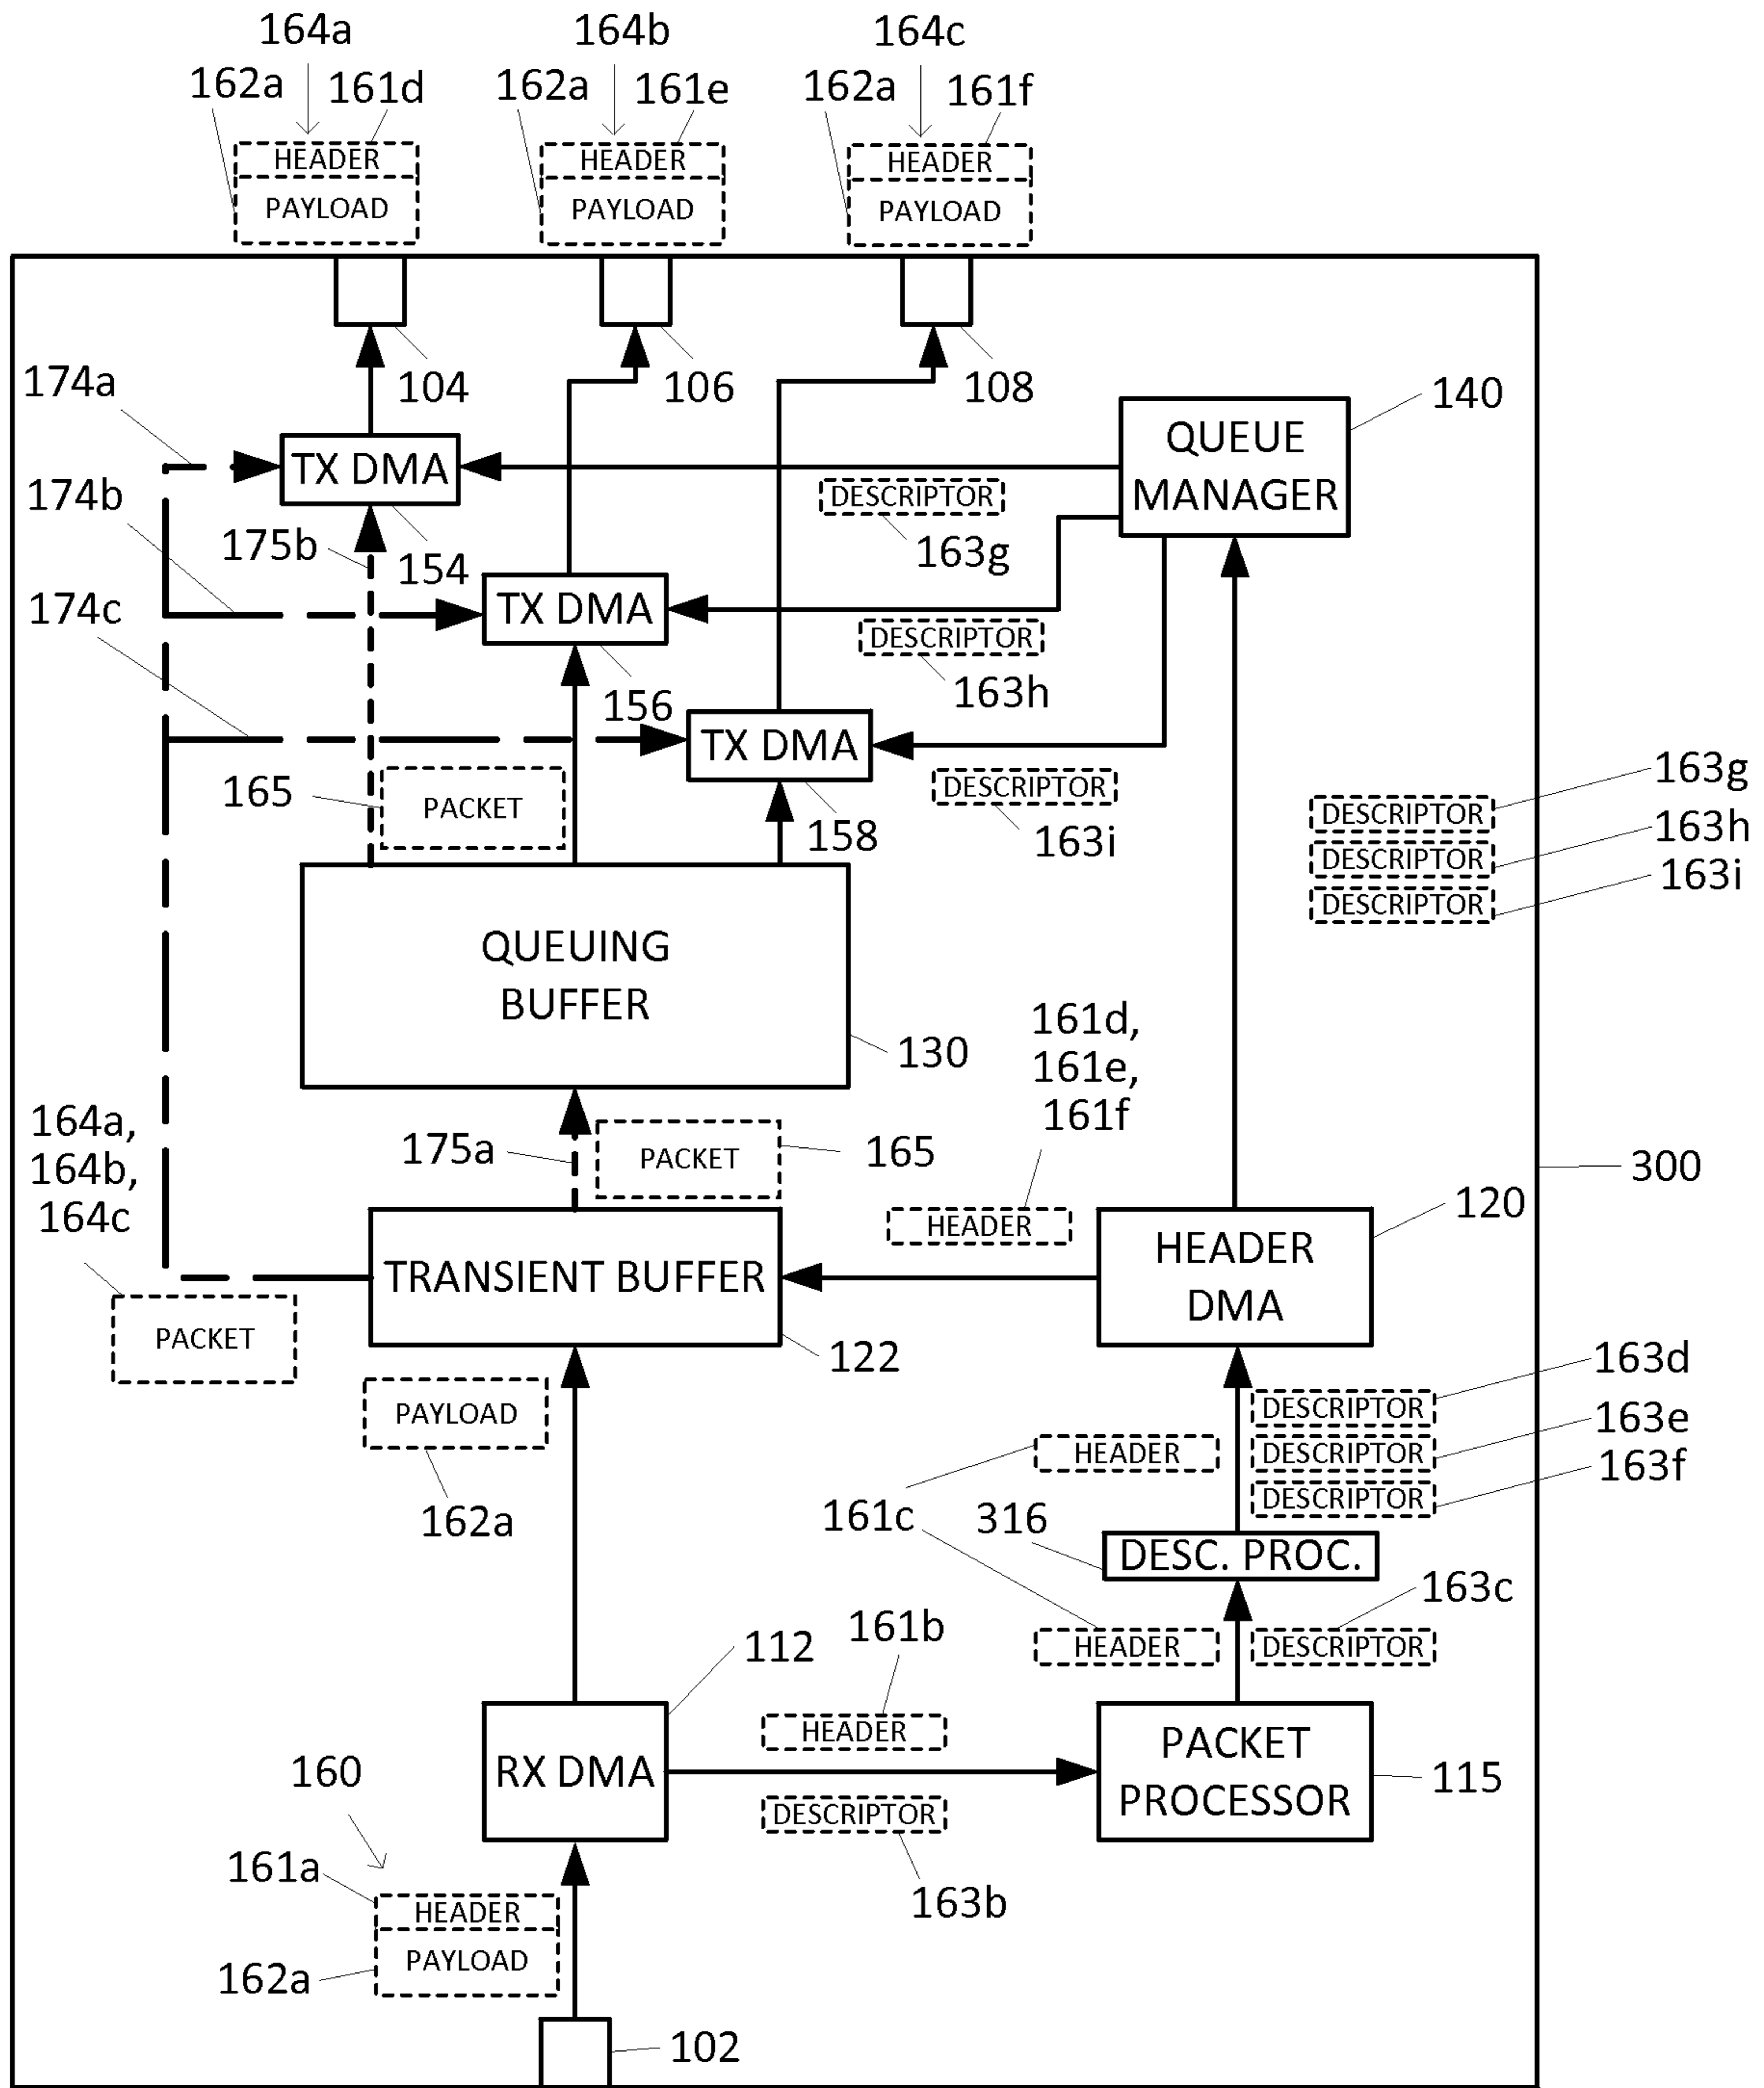 164a
164b
164c
162a
161d
162a
161e
162a
161f
HEADER
HEADER
HEADER
PAYLOAD
PAYLOAD
PAYLOAD
174a
104
106
108
140
QUEUE
MANAGER
TX DMA
174b
DESCRIPTOR
175b
154
163g
174c
TX DMA
DESCRIPTOR
163h
156
TX DMA
165
PACKET
DESCRIPTOR
163g
158
163i
DESCRIPTOR
163h
DESCRIPTOR
163i
DESCRIPTOR
QUEUING
BUFFER
130
161d,
161e,
161f
164a,
164b,
164c
175a
PACKET
165
300
HEADER
120
TRANSIENT BUFFER
HEADER
DMA
PACKET
122
163d
PAYLOAD
DESCRIPTOR
163e
HEADER
DESCRIPTOR
163f
162a
161c
316
DESCRIPTOR
DESC. PROC.
163c
161b
HEADER
DESCRIPTOR
112
HEADER
160
RX DMA
PACKET
PROCESSOR
115
DESCRIPTOR
161a
163b
HEADER
PAYLOAD
162a
102